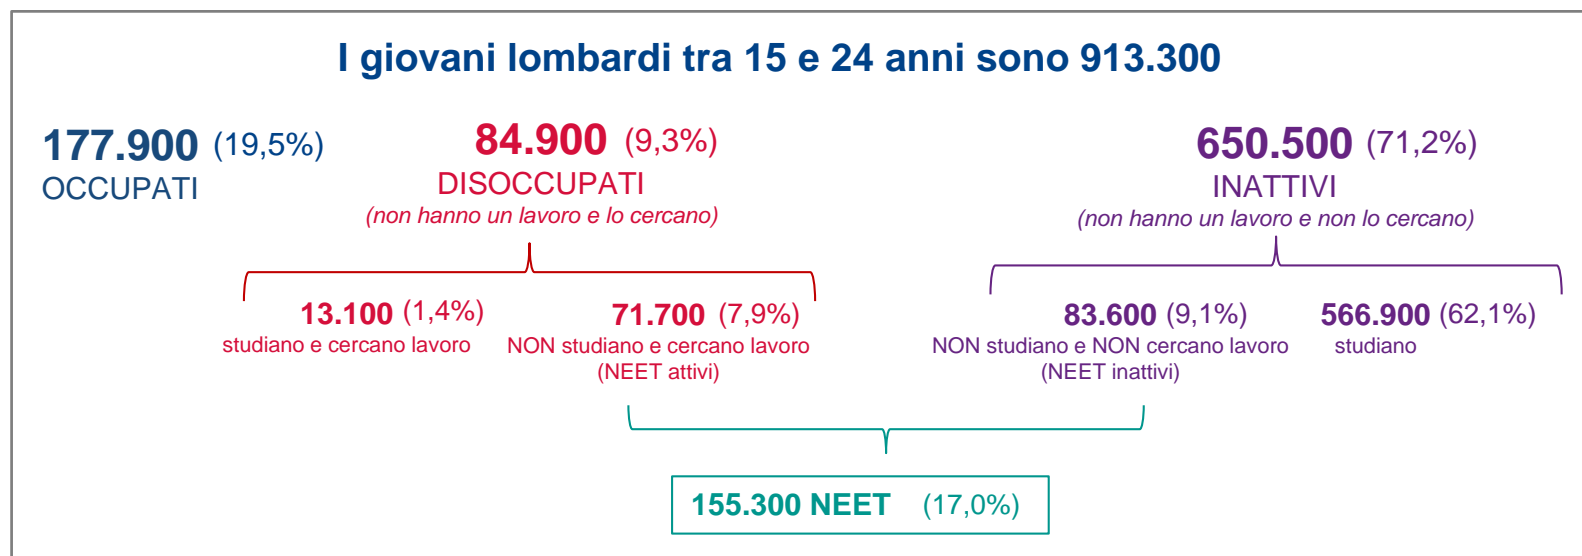 I giovani lombardi tra 15 e 24 anni sono 913.300
177.900 (19,5%)
OCCUPATI
84.900 (9,3%)
DISOCCUPATI
(non hanno un lavoro e lo cercano)
650.500 (71,2%)
INATTIVI
(non hanno un lavoro e non lo cercano)
13.100 (1,4%)
studiano e cercano lavoro
71.700 (7,9%)
NON studiano e cercano lavoro
(NEET attivi)
83.600 (9,1%)
NON studiano e NON cercano lavoro
(NEET inattivi)
566.900 (62,1%)
studiano
155.300 NEET (17,0%)